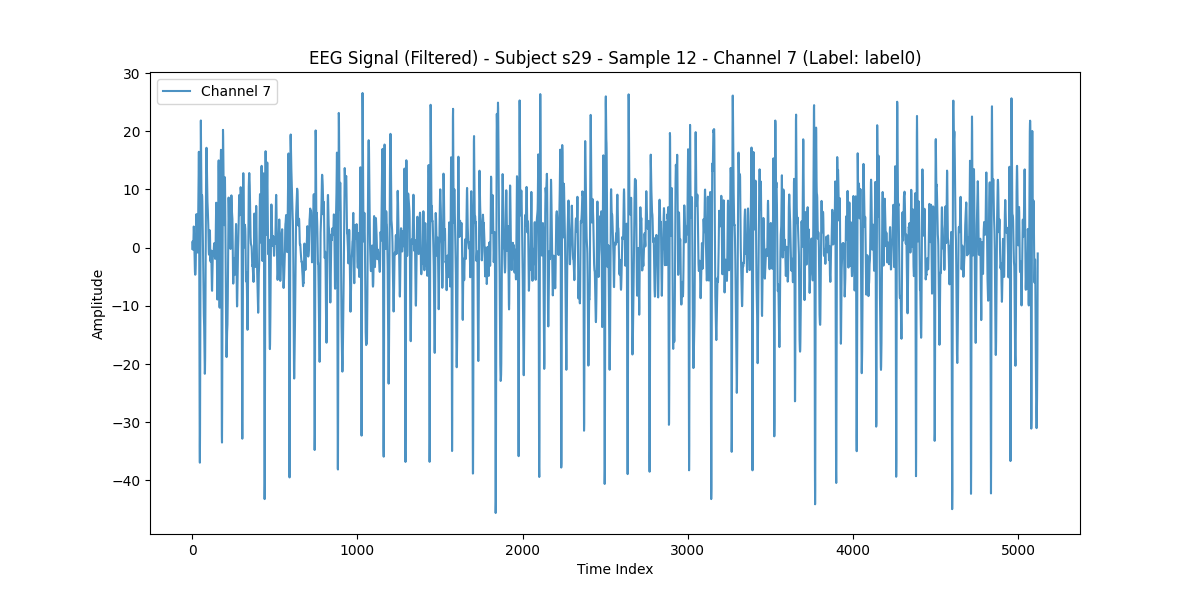 EEG Signal (Filtered) - Subject s29 - Sample 12 - Channel 7 (Label: label0)
Channel 7
30
20
10
0
−10
−20
−30
−40
Amplitude
0 1000 2000 3000 4000 5000
Time Index